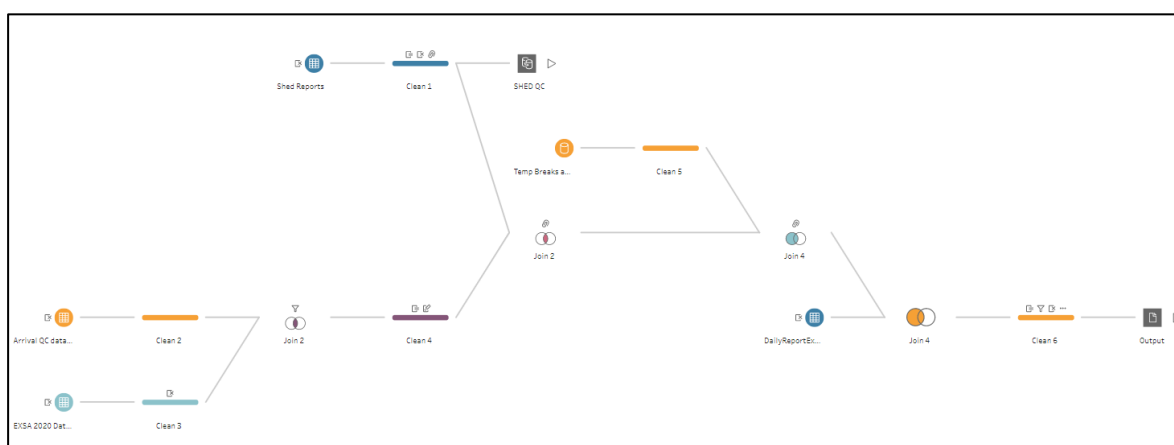 Shed Reports
Clean 1
SHED QC
Temp Breaks a...
Clean 5
Join 2
Join 4
Arrival QC data...
Clean 2
Join 2
Clean 4
DailyReportEx...
Join 4
Clean 6
Output
EXSA 2020 Dat...
Clean 3